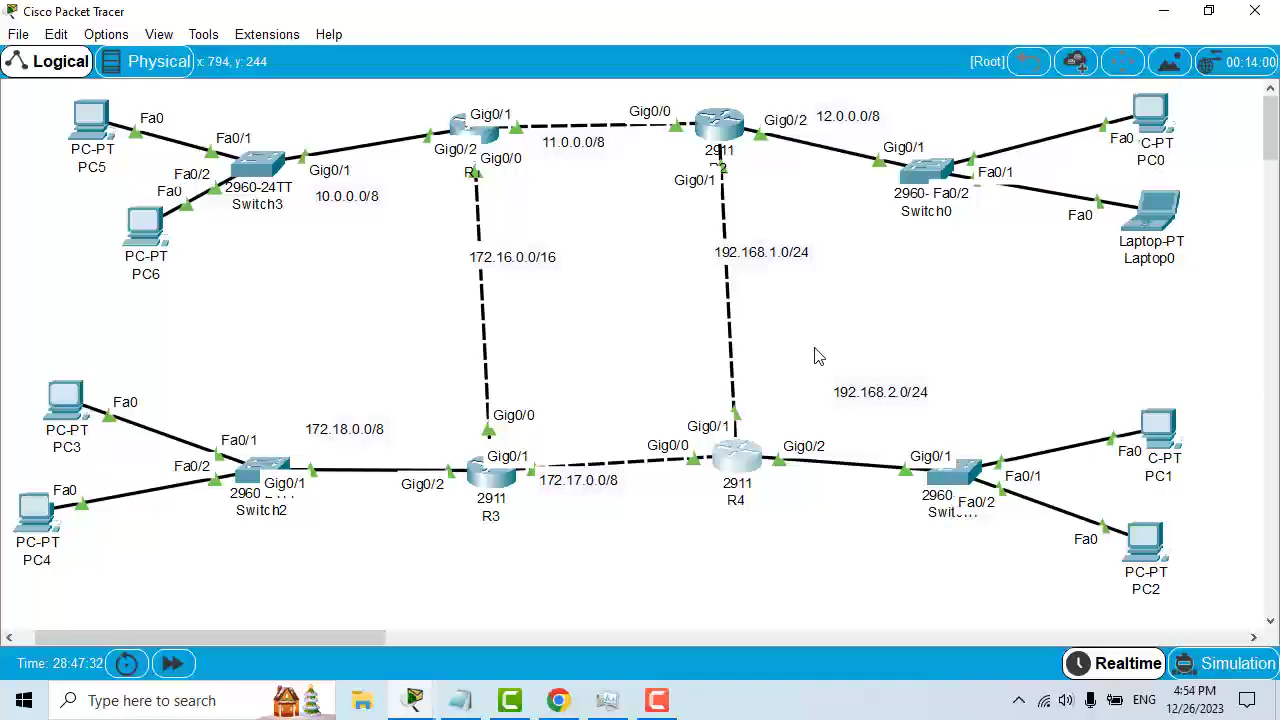 Cisco Packet Tracer
File Edit Options View Tools Extensions Help
Logical Physical x: 794, y: 244 [Root] 00:14:00
Fa0
PC-PT
PC5
Fa0/1
Fa0/2
Fa0
2960-24TT
Switch3
Gig0/1
10.0.0.0/8
PC-PT
PC6
Gig0/1
Gig0/2
Gig0/0
11.0.0.0/8
Gig0/0
2911
Gig0/1
Gig0/2
12.0.0.0/8
Gig0/1
2960- Fa0/2
Switch0
Fa0/1
Fa0
C-PT
PC0
Fa0
Laptop-PT
Laptop0
172.16.0.0/16
192.168.1.0/24
192.168.2.0/24
Fa0
PC-PT
PC3
Fa0/1
Fa0/2
172.18.0.0/8
2960
Gig0/1
Switch2
Fa0
PC-PT
PC4
Gig0/0
Gig0/1
Gig0/2
2911
R3
172.17.0.0/8
Gig0/0
Gig0/1
Gig0/2
2911
R4
Gig0/1
2960
Fa0/1
Fa0/2
Fa0
C-PT
PC1
Fa0
PC-PT
PC2
Time: 28:47:32 Realtime Simulation
Type here to search
ENG
4:54 PM
12/26/2023